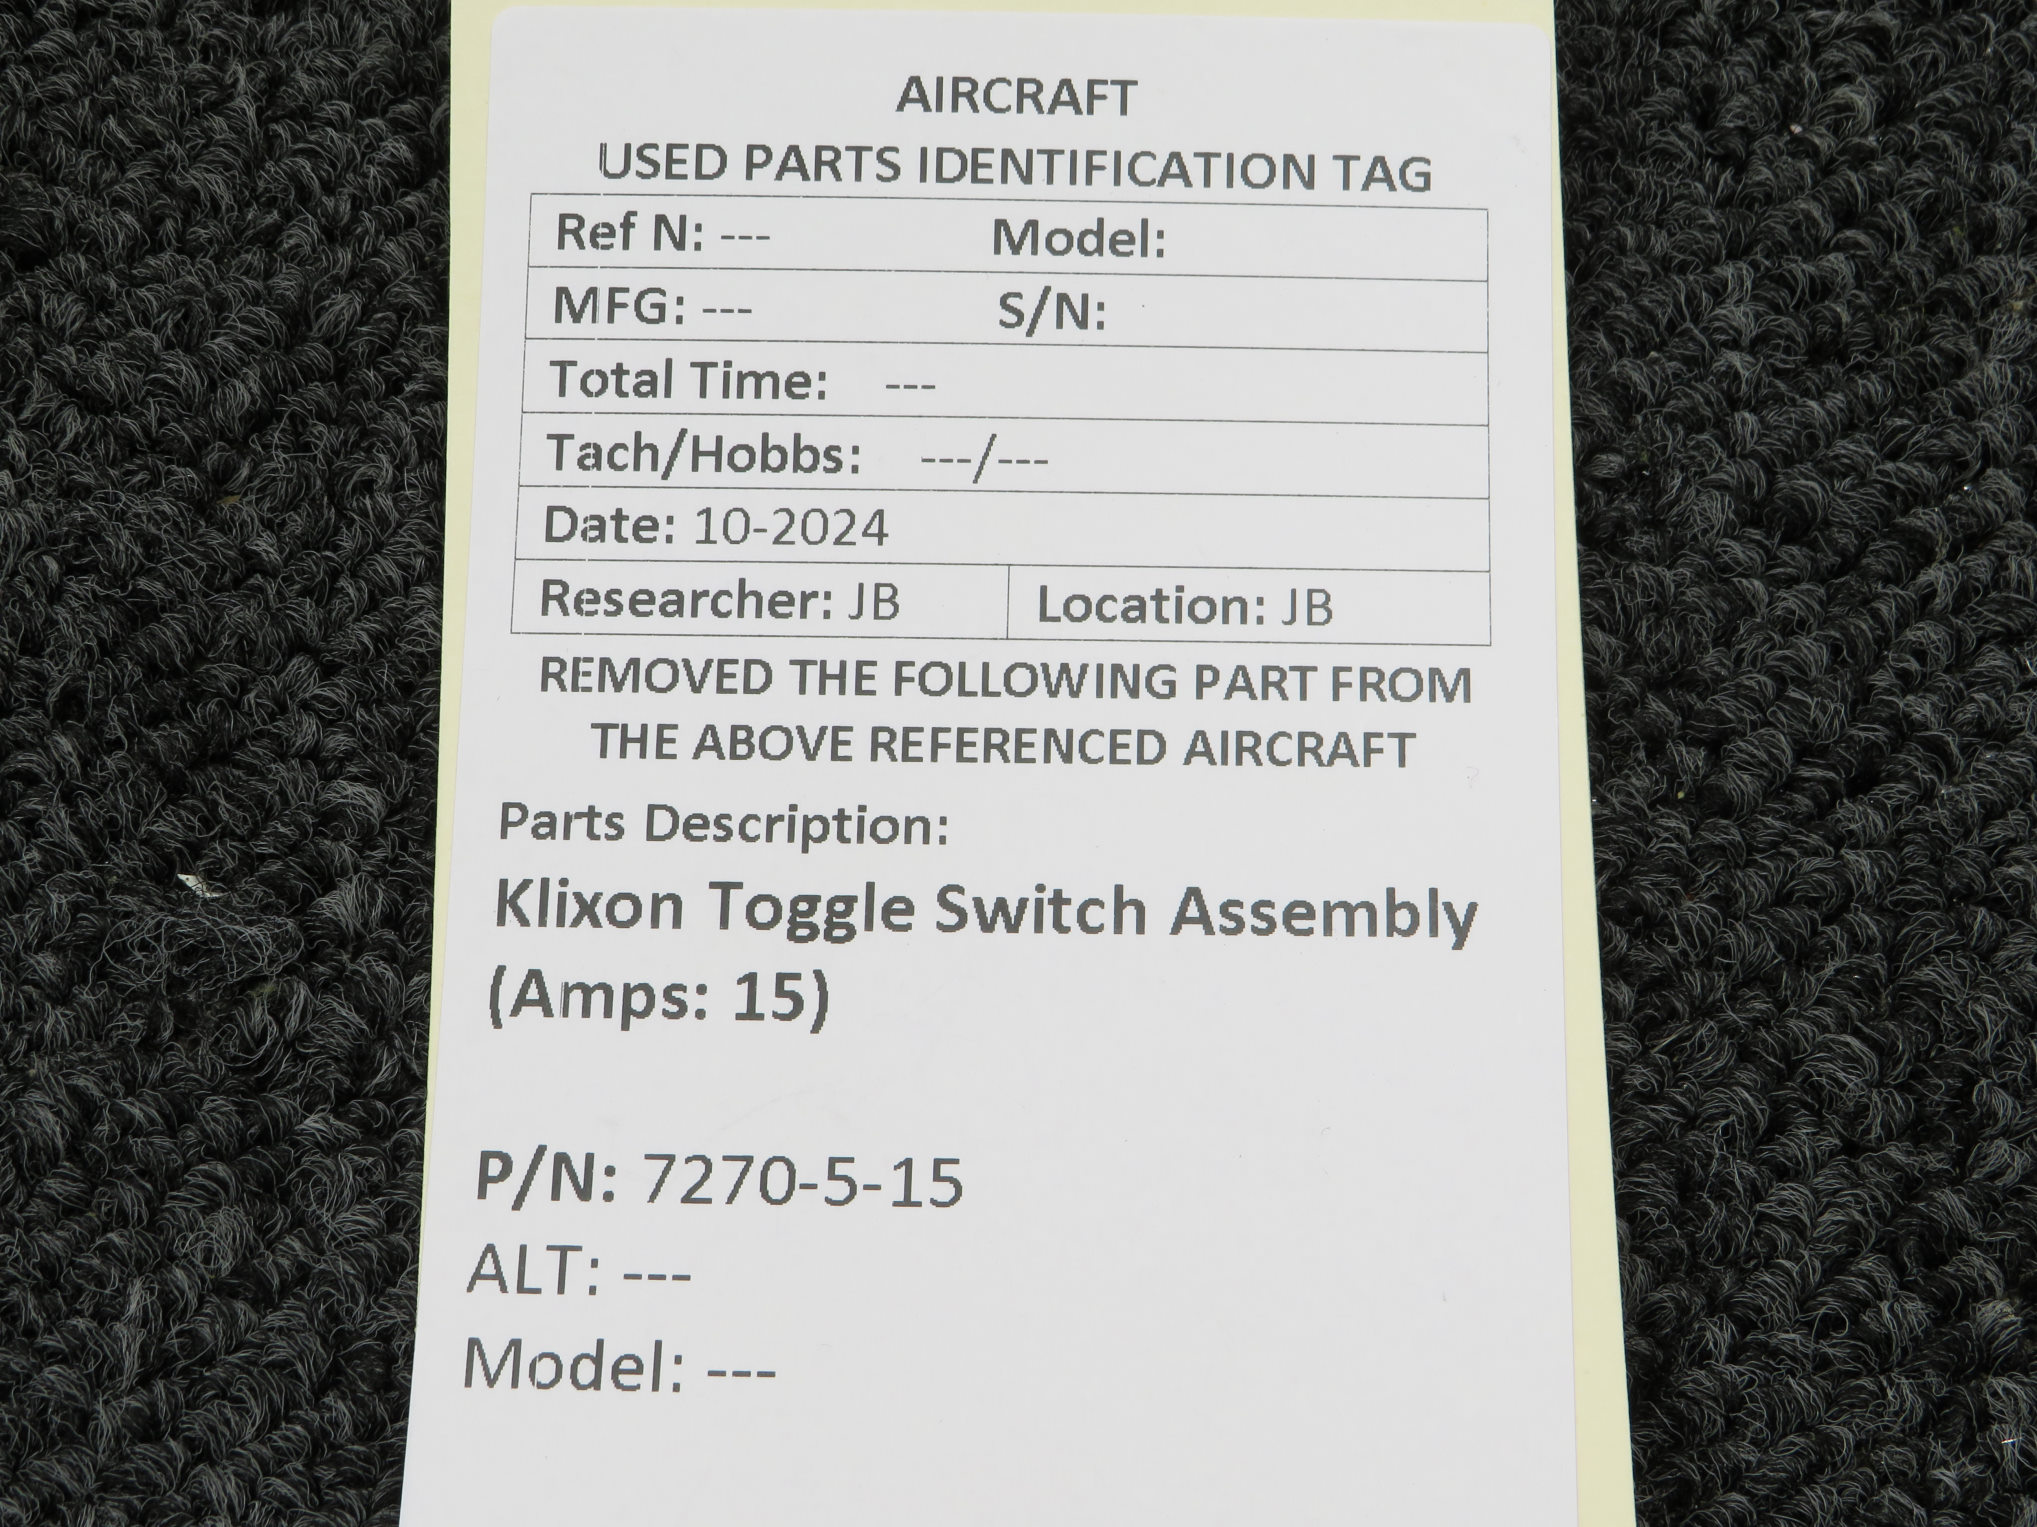 AIRCRAFT
USED PARTS IDENTIFICATION TAG
Ref N: --- Model:
MFG: --- S/N:
Total Time: ---
Tach/Hobbs: ---/---
Date: 10-2024
Researcher: JB Location: JB
REMOVED THE FOLLOWING PART FROM
THE ABOVE REFERENCED AIRCRAFT
Parts Description:
Klixon Toggle Switch Assembly
(Amps: 15)
P/N: 7270-5-15
ALT: ---
Model: ---